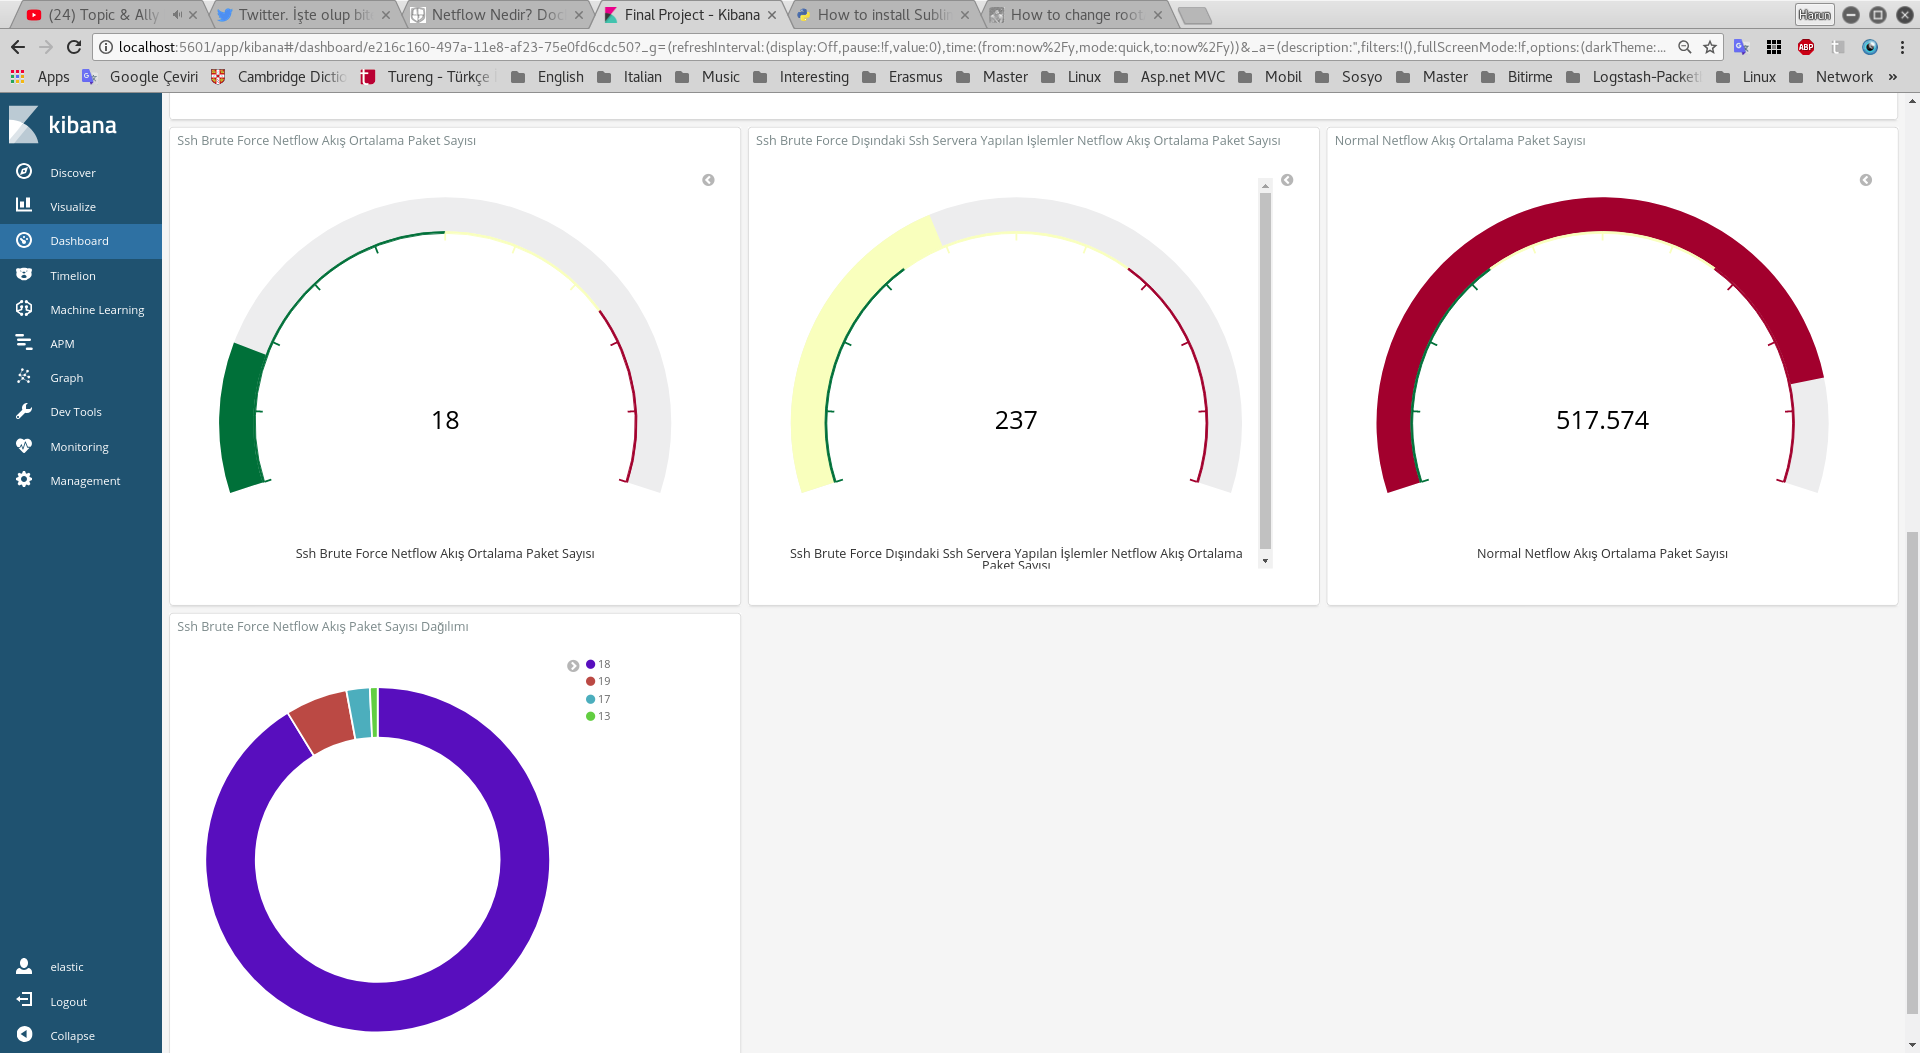 (24) Topic & Ally
Twitter. İşte olup bit
Netflow Nedir? Doc
Final Project - Kibana
How to install Subli
How to change root
Harun
localhost:5601/app/kibana#/dashboard/e216c160-497a-11e8-af23-75e0fd6cdc50?_g=(refreshInterval:(display:Off,pause:!f,value:0),time:(from:now%2Fy,mode:quick,to:now%2Fy))&_a=(description:'',filters:!(),fullScreenMode:!f,options:(darkTheme:...
ABP
Apps
Google Çeviri
Cambridge Dictio
Tureng - Türkçe
English
Italian
Music
Interesting
Erasmus
Master
Linux
Asp.net MVC
Mobil
Sosyo
Master
Bitirme
Logstash-Packet
Linux
Network
»
kibana
Discover
Visualize
Dashboard
Timelion
Machine Learning
APM
Graph
Dev Tools
Monitoring
Management
elastic
Logout
Collapse
Ssh Brute Force Netflow Akış Ortalama Paket Sayısı
18
Ssh Brute Force Netflow Akış Ortalama Paket Sayısı
Ssh Brute Force Dışındaki Ssh Servera Yapılan İşlemler Netflow Akış Ortalama Paket Sayısı
237
Ssh Brute Force Dışındaki Ssh Servera Yapılan İşlemler Netflow Akış Ortalama
Paket Sayısı
Normal Netflow Akış Ortalama Paket Sayısı
517.574
Normal Netflow Akış Ortalama Paket Sayısı
Ssh Brute Force Netflow Akış Paket Sayısı Dağılımı
18
19
17
13